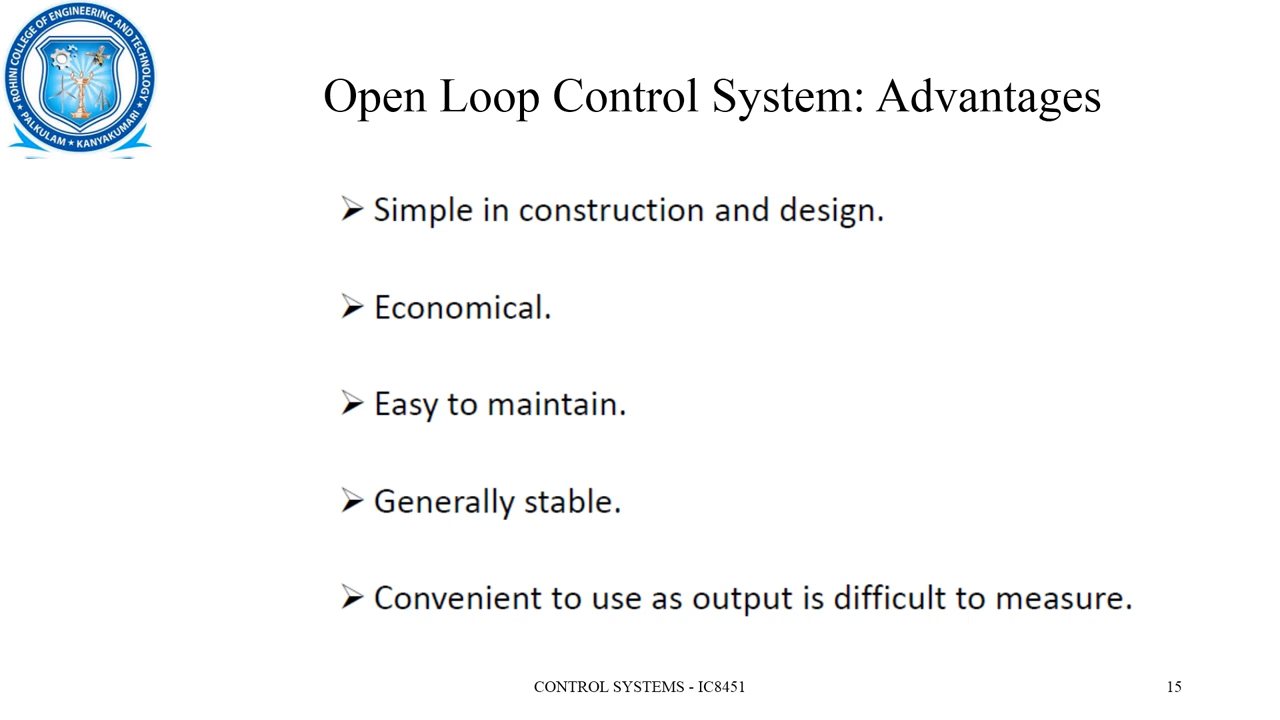 ROHINI COLLEGE OF ENGINEERING AND TECHNOLOGY
★ PALKULAM ★ KANYAKUMARI ★
Open Loop Control System: Advantages
➢ Simple in construction and design.
➢ Economical.
➢ Easy to maintain.
➢ Generally stable.
➢ Convenient to use as output is difficult to measure.
CONTROL SYSTEMS - IC8451
15